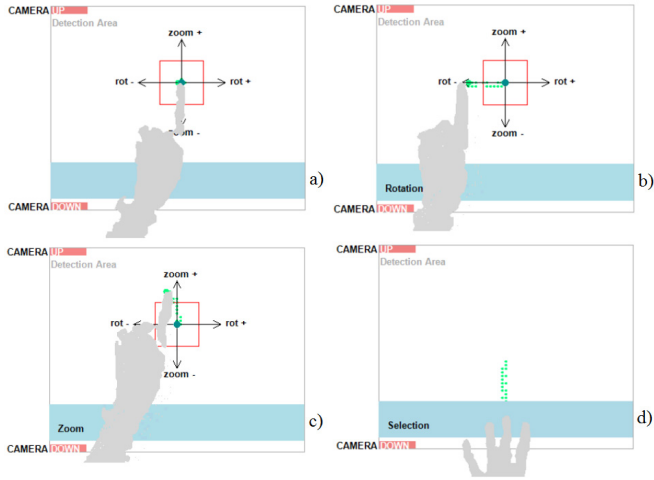 CAMERA UP
Detection Area
zoom +
rot -
rot +
zoom -
CAMERA DOWN
a)
CAMERA UP
Detection Area
zoom +
rot -
rot +
zoom -
Rotation
CAMERA DOWN
b)
CAMERA UP
Detection Area
zoom +
rot -
rot +
zoom -
Zoom
CAMERA DOWN
c)
CAMERA UP
Detection Area
Selection
CAMERA DOWN
d)